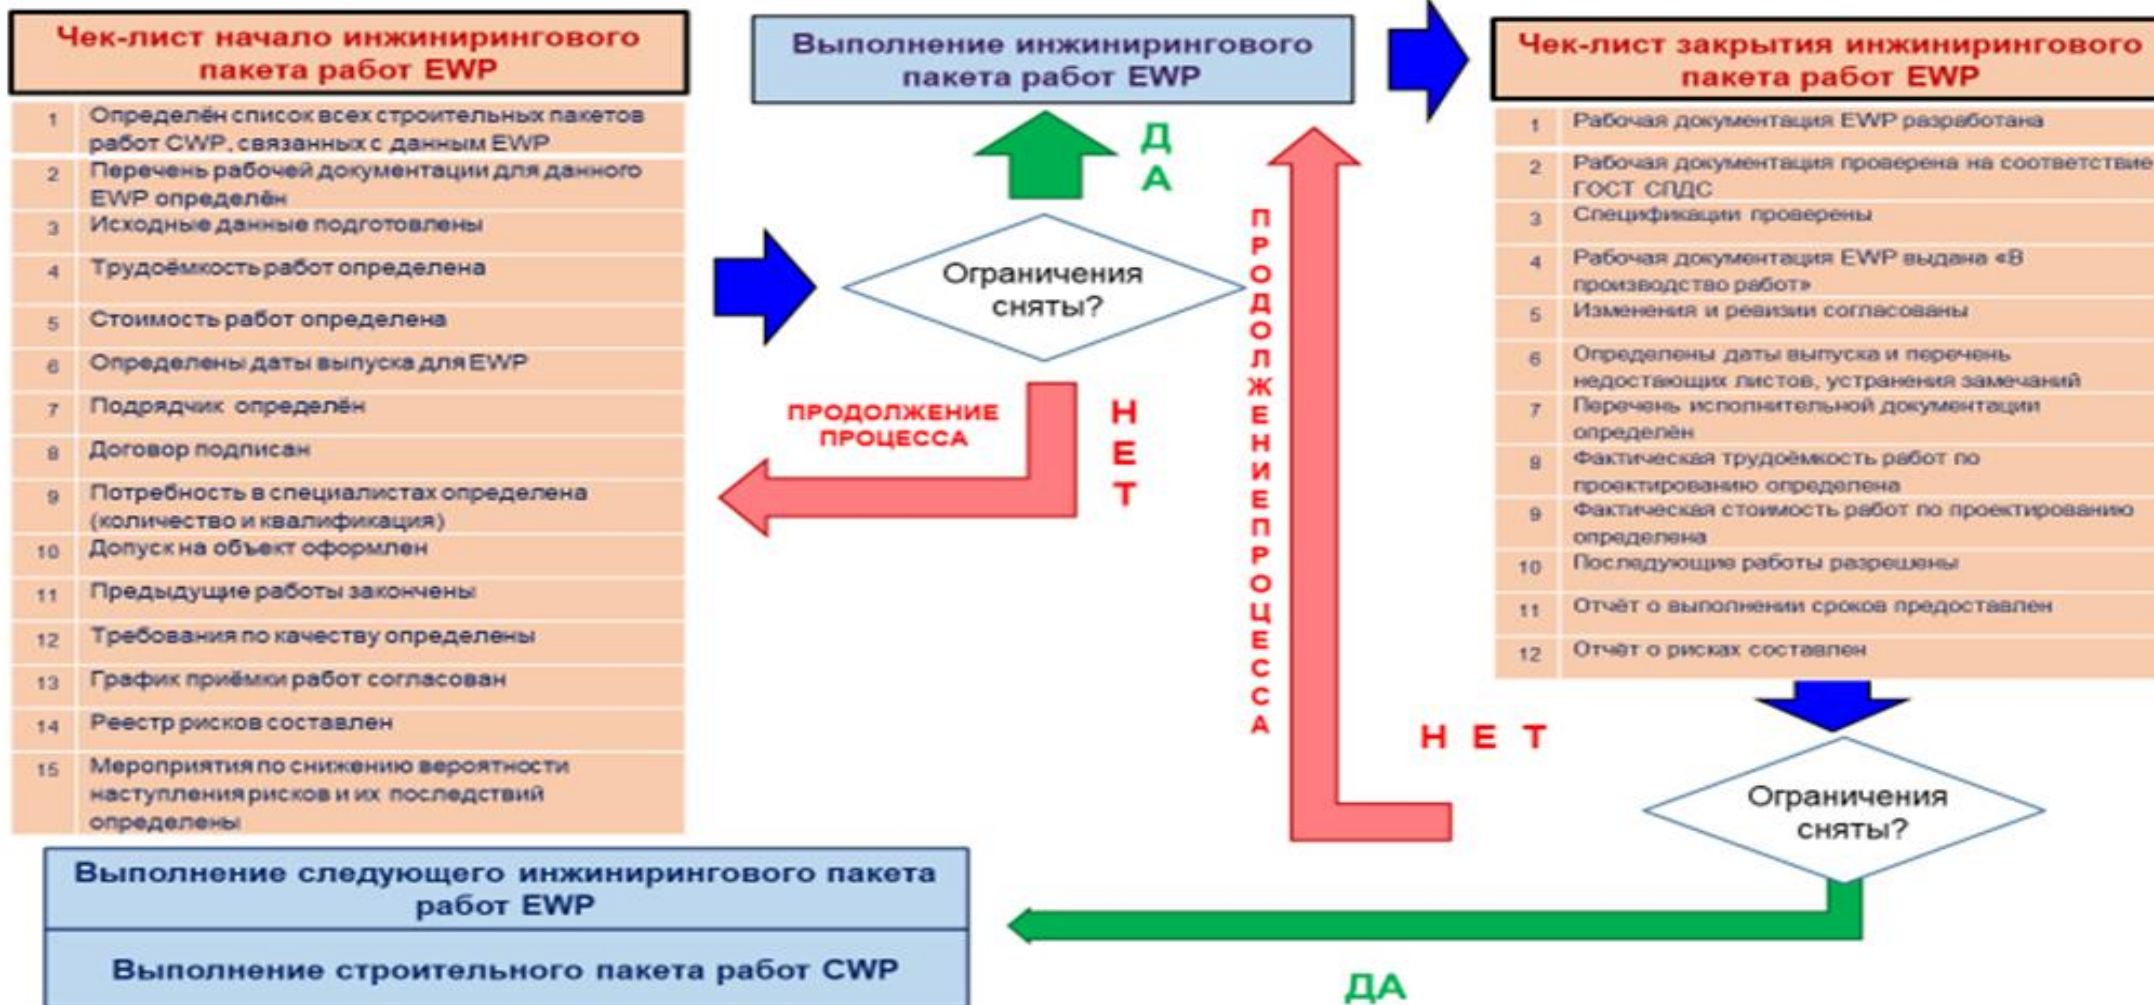 Чек-лист начало инжинирингового
пакета работ EWP
1 Определён список всех строительных пакетов
работ CWP, связанных с данным EWP
2 Перечень рабочей документации для данного
EWP определён
3 Исходные данные подготовлены
4 Трудоёмкость работ определена
5 Стоимость работ определена
6 Определены даты выпуска для EWP
7 Подрядчик определён
8 Договор подписан
9 Потребность в специалистах определена
(количество и квалификация)
10 Допуск на объект оформлен
11 Предыдущие работы закончены
12 Требования по качеству определены
13 График приёмки работ согласован
14 Реестр рисков составлен
15 Мероприятия по снижению вероятности
наступления рисков и их последствий
определены
Выполнение инжинирингового
пакета работ EWP
ДА
Ограничения
сняты?
НЕТ
ПРОДОЛЖЕНИЕ
ПРОЦЕССА
ПРОДОЛЖЕНИЕ ПРОЦЕССА
Чек-лист закрытия инжинирингового
пакета работ EWP
1 Рабочая документация EWP разработана
2 Рабочая документация проверена на соответствие
ГОСТ СПДС
3 Спецификации проверены
4 Рабочая документация EWP выдана «В
производство работ»
5 Изменения и ревизии согласованы
6 Определены даты выпуска и перечень
недостающих листов, устранения замечаний
7 Перечень исполнительной документации
определён
8 Фактическая трудоёмкость работ по
проектированию определена
9 Фактическая стоимость работ по проектированию
определена
10 Последующие работы разрешены
11 Отчёт о выполнении сроков предоставлен
12 Отчёт о рисках составлен
НЕТ
Ограничения
сняты?
ДА
Выполнение следующего инжинирингового пакета
работ EWP
Выполнение строительного пакета работ CWP